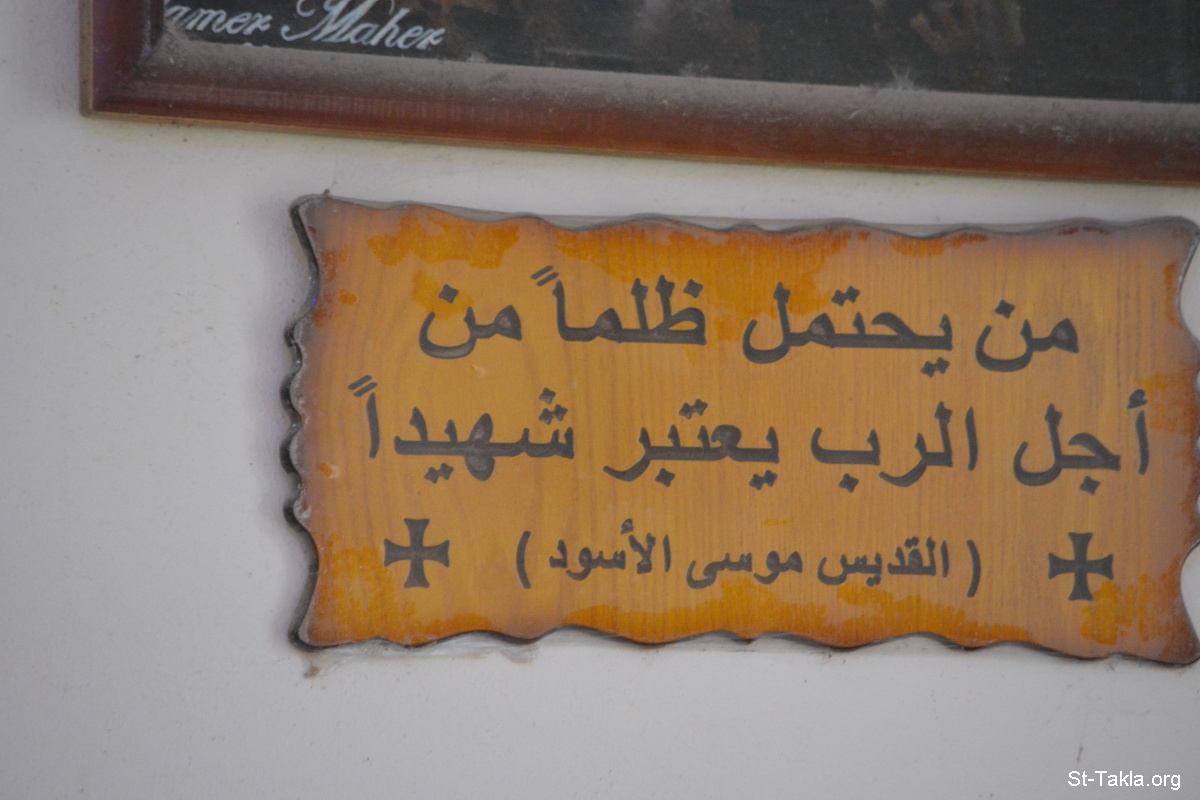 amer Maher
من يحتمل ظلماً من
أجل الرب يعتبر شهيداً
( القديس موسى الأسود )
St-Takla.org